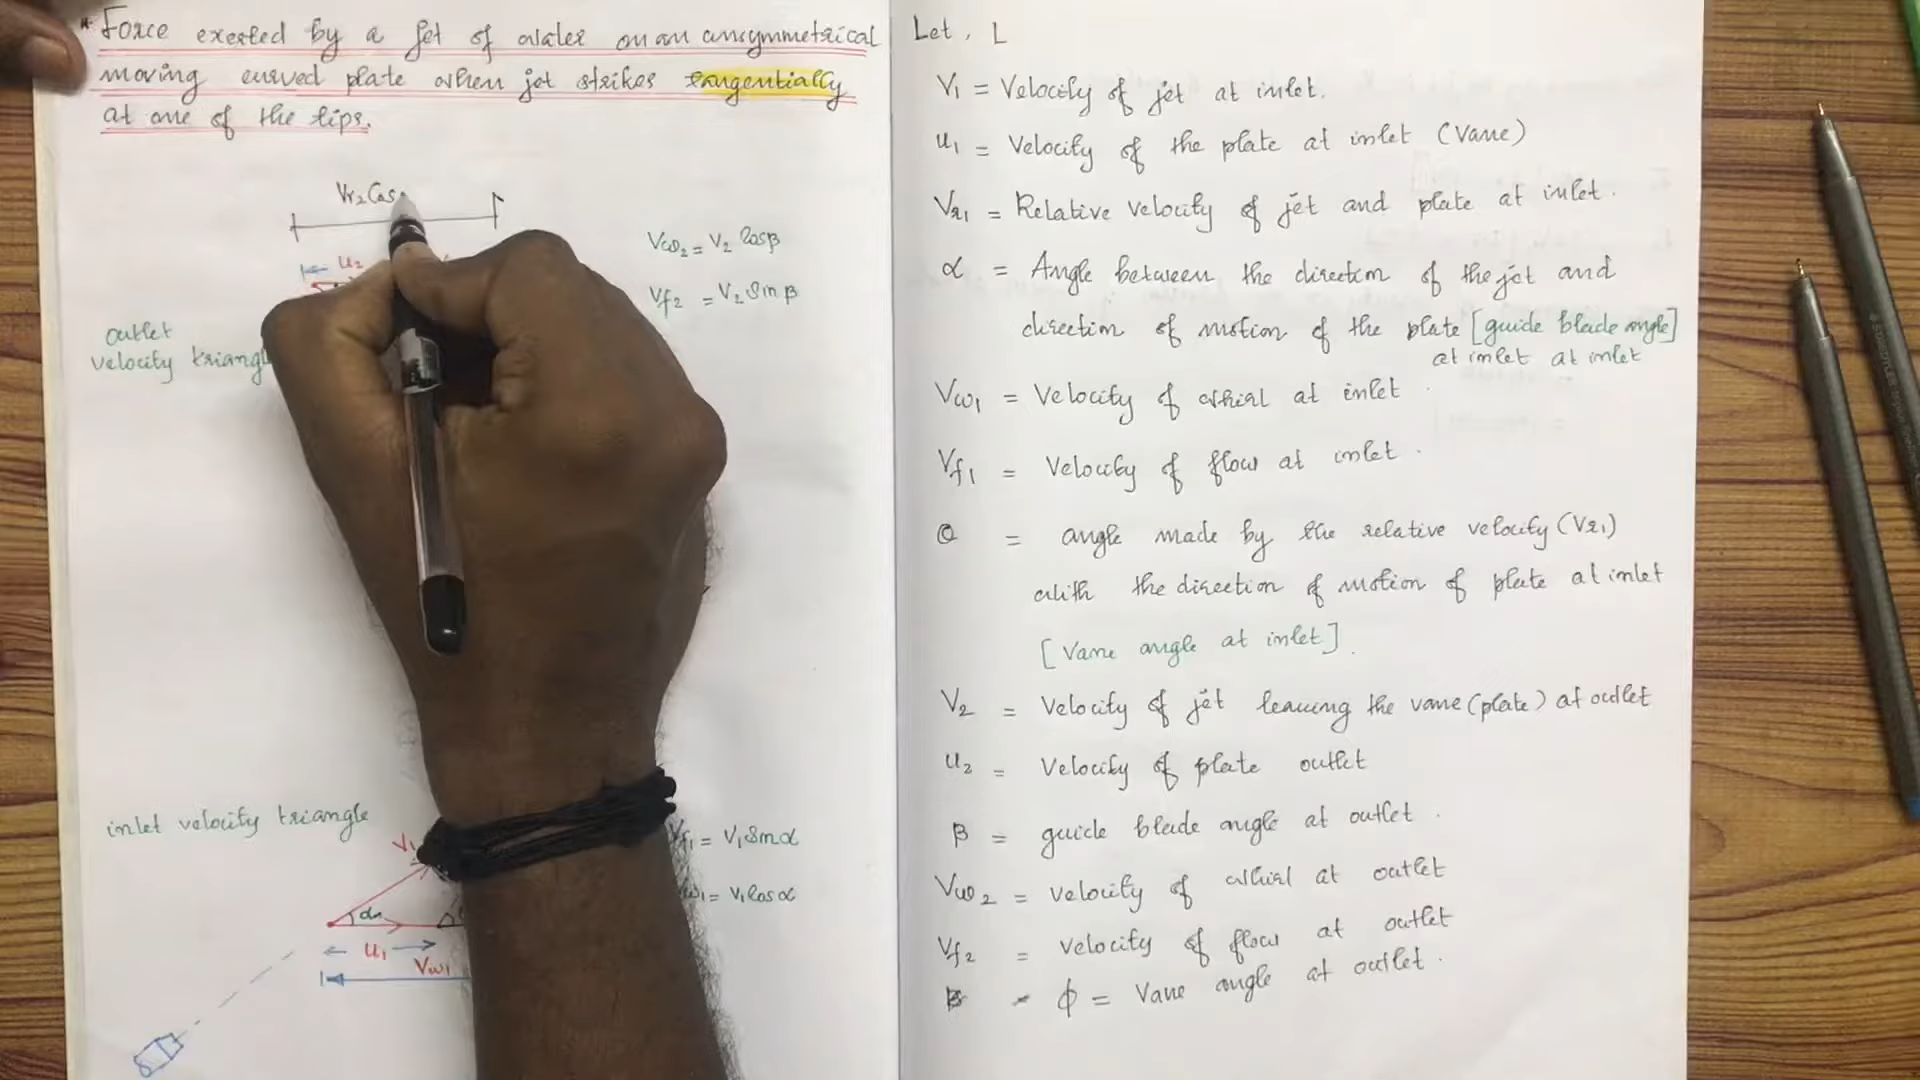 * Force exerted by a jet of water on an unsymmetrical
moving curved plate when jet strikes tangentially
at one of the tips.
Vr2 Cos
u2
Vw2 = V2 Cosβ
Vf2 = V2 Sin β
outlet
velocity triangl
inlet velocity triangle
V1
α
u1
Vw1
f1 = V1 Sinα
w1 = V1 Cosα
Let, L
V1 = Velocity of jet at inlet.
u1 = Velocity of the plate at inlet (Vane)
Vr1 = Relative velocity of jet and plate at inlet.
α = Angle between the direction of the jet and
direction of motion of the plate [guide blade angle]
at inlet at inlet
Vw1 = Velocity of whirl at inlet
Vf1 = Velocity of flow at inlet.
θ = angle made by the relative velocity (Vr1)
with the direction of motion of plate at inlet
[Vane angle at inlet].
V2 = Velocity of jet leaving the vane (plate) at outlet
u2 = Velocity of plate outlet
β = guide blade angle at outlet.
Vw2 = velocity of whirl at outlet
Vf2 = velocity of flow at outlet
ϕ = Vane angle at outlet.